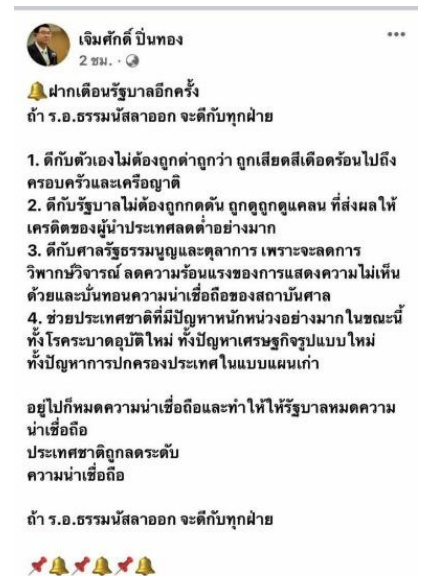 เจิมศักดิ์ ปิ่นทอง
2 ชม. ·
🔔ฝากเตือนรัฐบาลอีกครั้ง
ถ้า ร.อ.ธรรมนัสลาออก จะดีกับทุกฝ่าย
1. ดีกับตัวเองไม่ต้องถูกด่าถูกว่า ถูกเสียดสีเดือดร้อนไปถึง
ครอบครัวและเครือญาติ
2. ดีกับรัฐบาลไม่ต้องถูกกดดัน ถูกดูถูกดูแคลน ที่ส่งผลให้
เครดิตของผู้นำประเทศลดต่ำอย่างมาก
3. ดีกับศาลรัฐธรรมนูญและตุลาการ เพราะจะลดการ
วิพากษ์วิจารณ์ ลดความร้อนแรงของการแสดงความไม่เห็น
ด้วยและบั่นทอนความน่าเชื่อถือของสถาบันศาล
4. ช่วยประเทศชาติที่มีปัญหาหนักหน่วงอย่างมากในขณะนี้
ทั้งโรคระบาดอุบัติใหม่ ทั้งปัญหาเศรษฐกิจรูปแบบใหม่
ทั้งปัญหาการปกครองประเทศในแบบแผนเก่า
อยู่ไปก็หมดความน่าเชื่อถือและทำให้ให้รัฐบาลหมดความ
น่าเชื่อถือ
ประเทศชาติถูกลดระดับ
ความน่าเชื่อถือ
ถ้า ร.อ.ธรรมนัสลาออก จะดีกับทุกฝ่าย
📌🔔📌🔔📌🔔